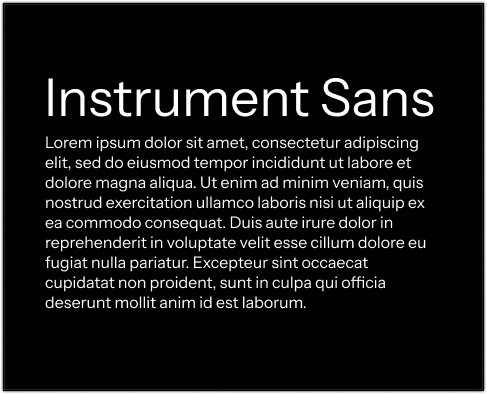 Instrument Sans
Lorem ipsum dolor sit amet, consectetur adipiscing
elit, sed do eiusmod tempor incididunt ut labore et
dolore magna aliqua. Ut enim ad minim veniam, quis
nostrud exercitation ullamco laboris nisi ut aliquip ex
ea commodo consequat. Duis aute irure dolor in
reprehenderit in voluptate velit esse cillum dolore eu
fugiat nulla pariatur. Excepteur sint occaecat
cupidatat non proident, sunt in culpa qui officia
deserunt mollit anim id est laborum.